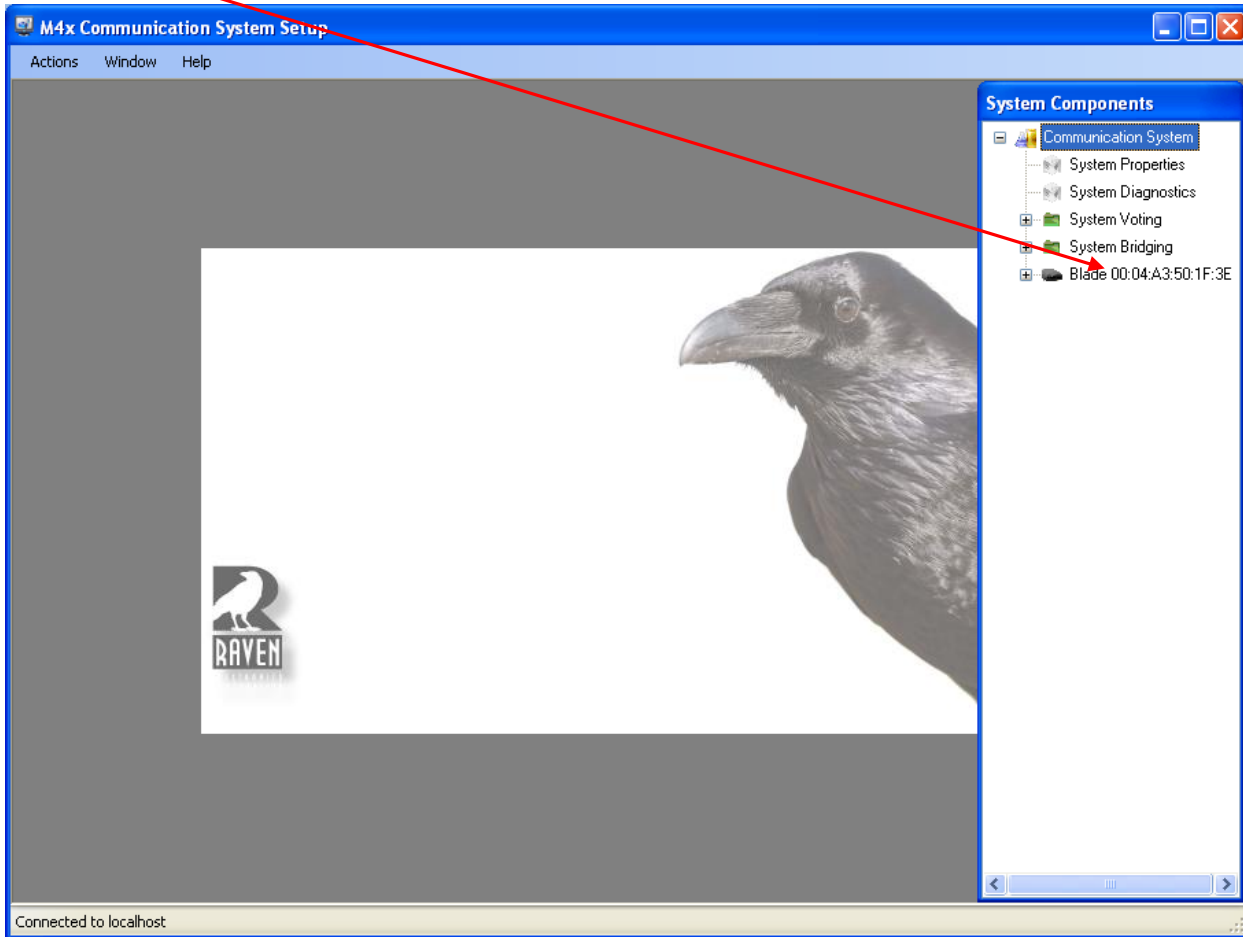 M4x Communication System Setup
Actions Window Help
System Components
Communication System
System Properties
System Diagnostics
System Voting
System Bridging
Blade 00:04:A3:50:1F:3E
RAVEN
Connected to localhost